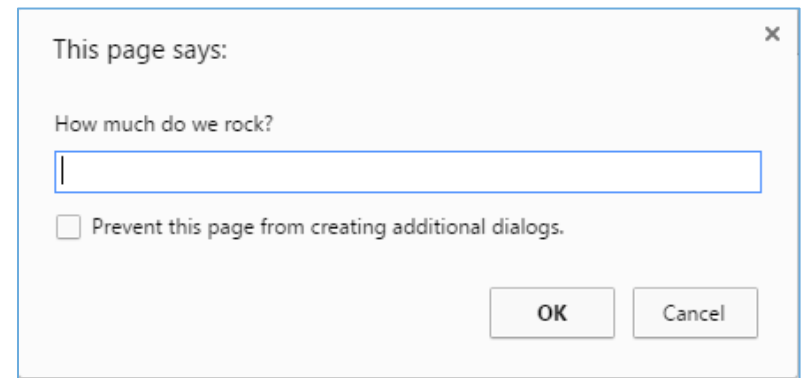 This page says:
How much do we rock?
Prevent this page from creating additional dialogs.
OK Cancel